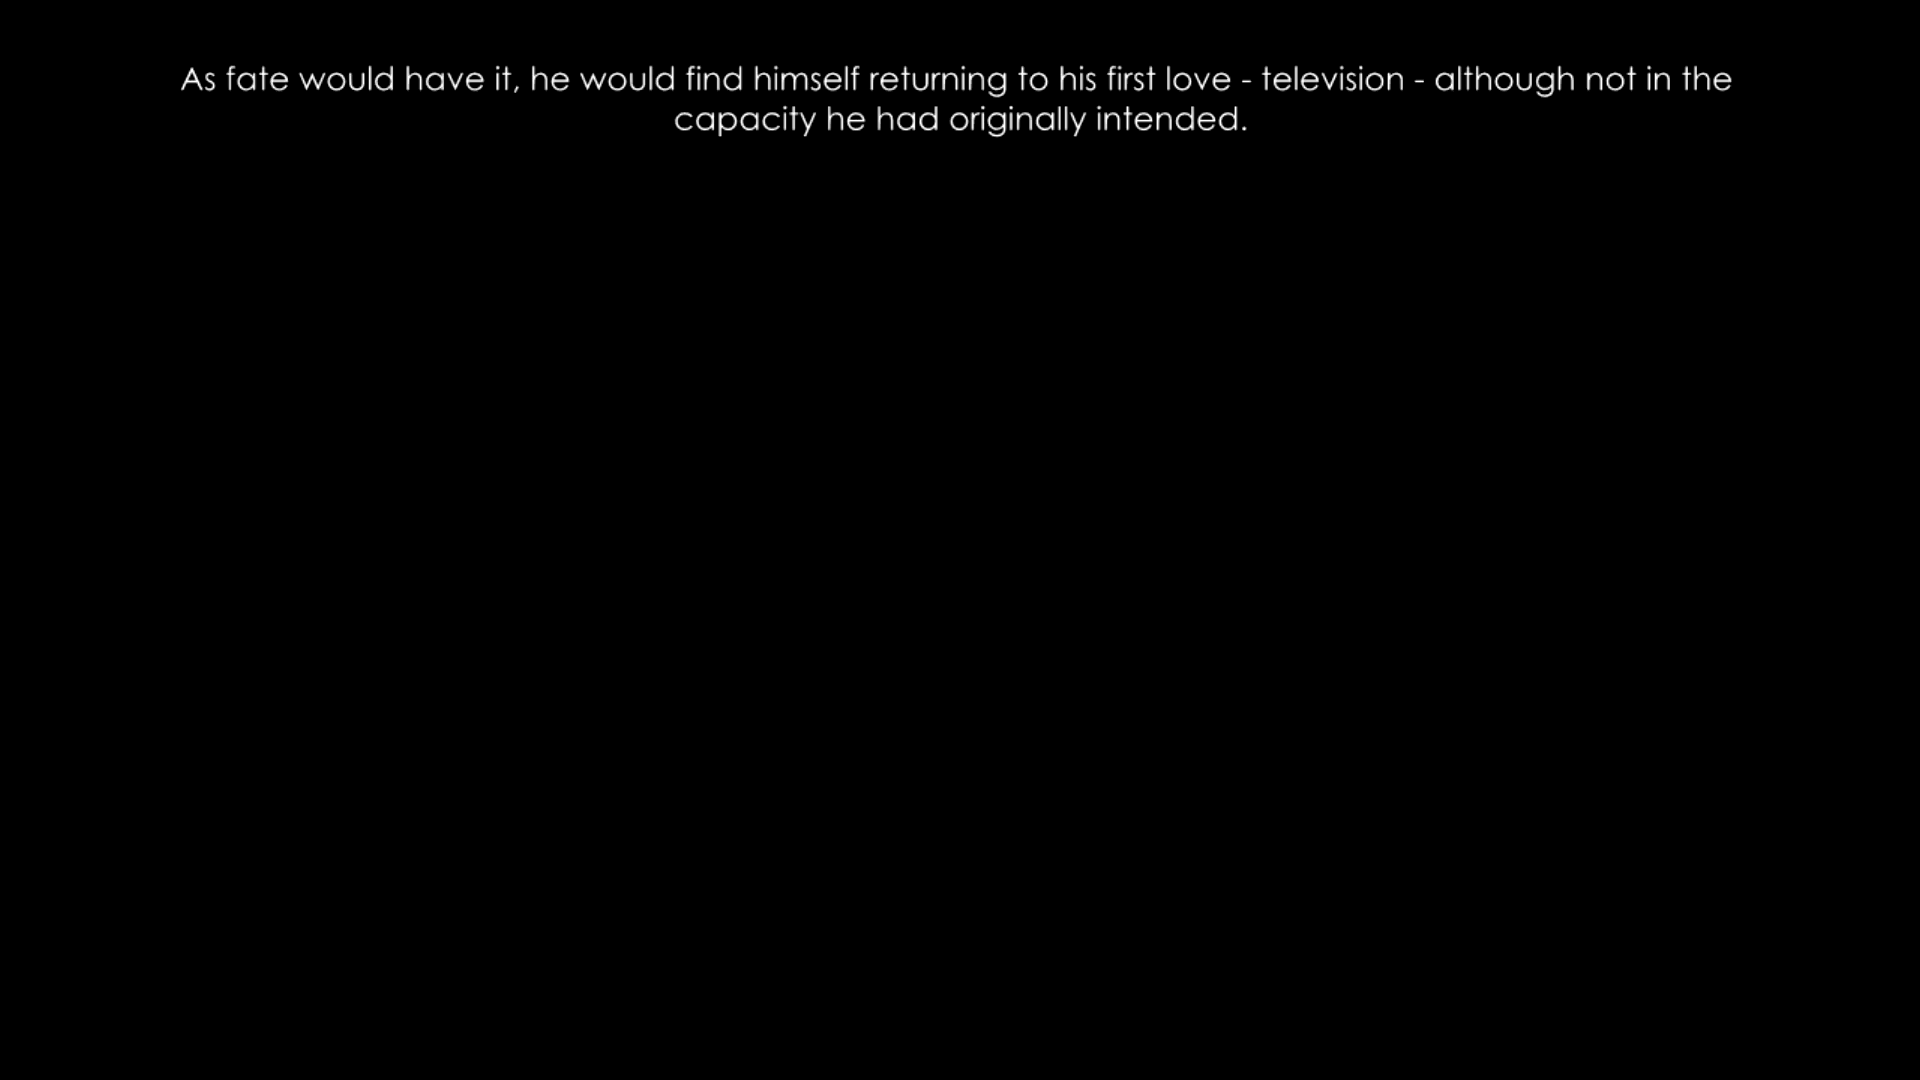 As fate would have it, he would find himself returning to his first love - television - although not in the
capacity he had originally intended.